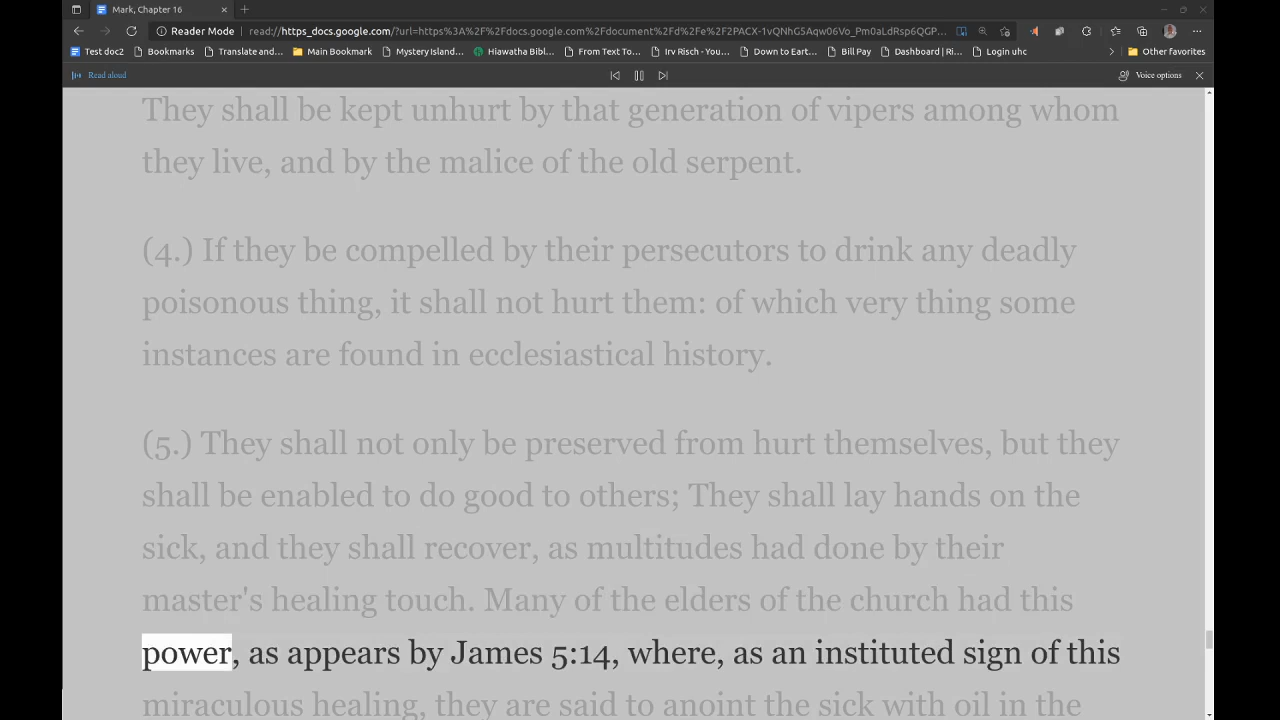 Mark, Chapter 16
Reader Mode
read://https_docs.google.com/?url=https%3A%2F%2Fdocs.google.com%2Fdocument%2Fd%2Fe%2F2PACX-1vQNhG5Aqw06Vo_Pm0aLdRsp6QGP...
Test doc2
Bookmarks
Translate and...
Main Bookmark
Mystery Island...
Hiawatha Bibl...
From Text To...
Irv Risch - You...
Down to Eart...
Bill Pay
Dashboard | Ri...
Login uhc
Other favorites
Read aloud
Voice options
They shall be kept unhurt by that generation of vipers among whom
they live, and by the malice of the old serpent.
(4.) If they be compelled by their persecutors to drink any deadly
poisonous thing, it shall not hurt them: of which very thing some
instances are found in ecclesiastical history.
(5.) They shall not only be preserved from hurt themselves, but they
shall be enabled to do good to others; They shall lay hands on the
sick, and they shall recover, as multitudes had done by their
master's healing touch. Many of the elders of the church had this
power, as appears by James 5:14, where, as an instituted sign of this
miraculous healing, they are said to anoint the sick with oil in the